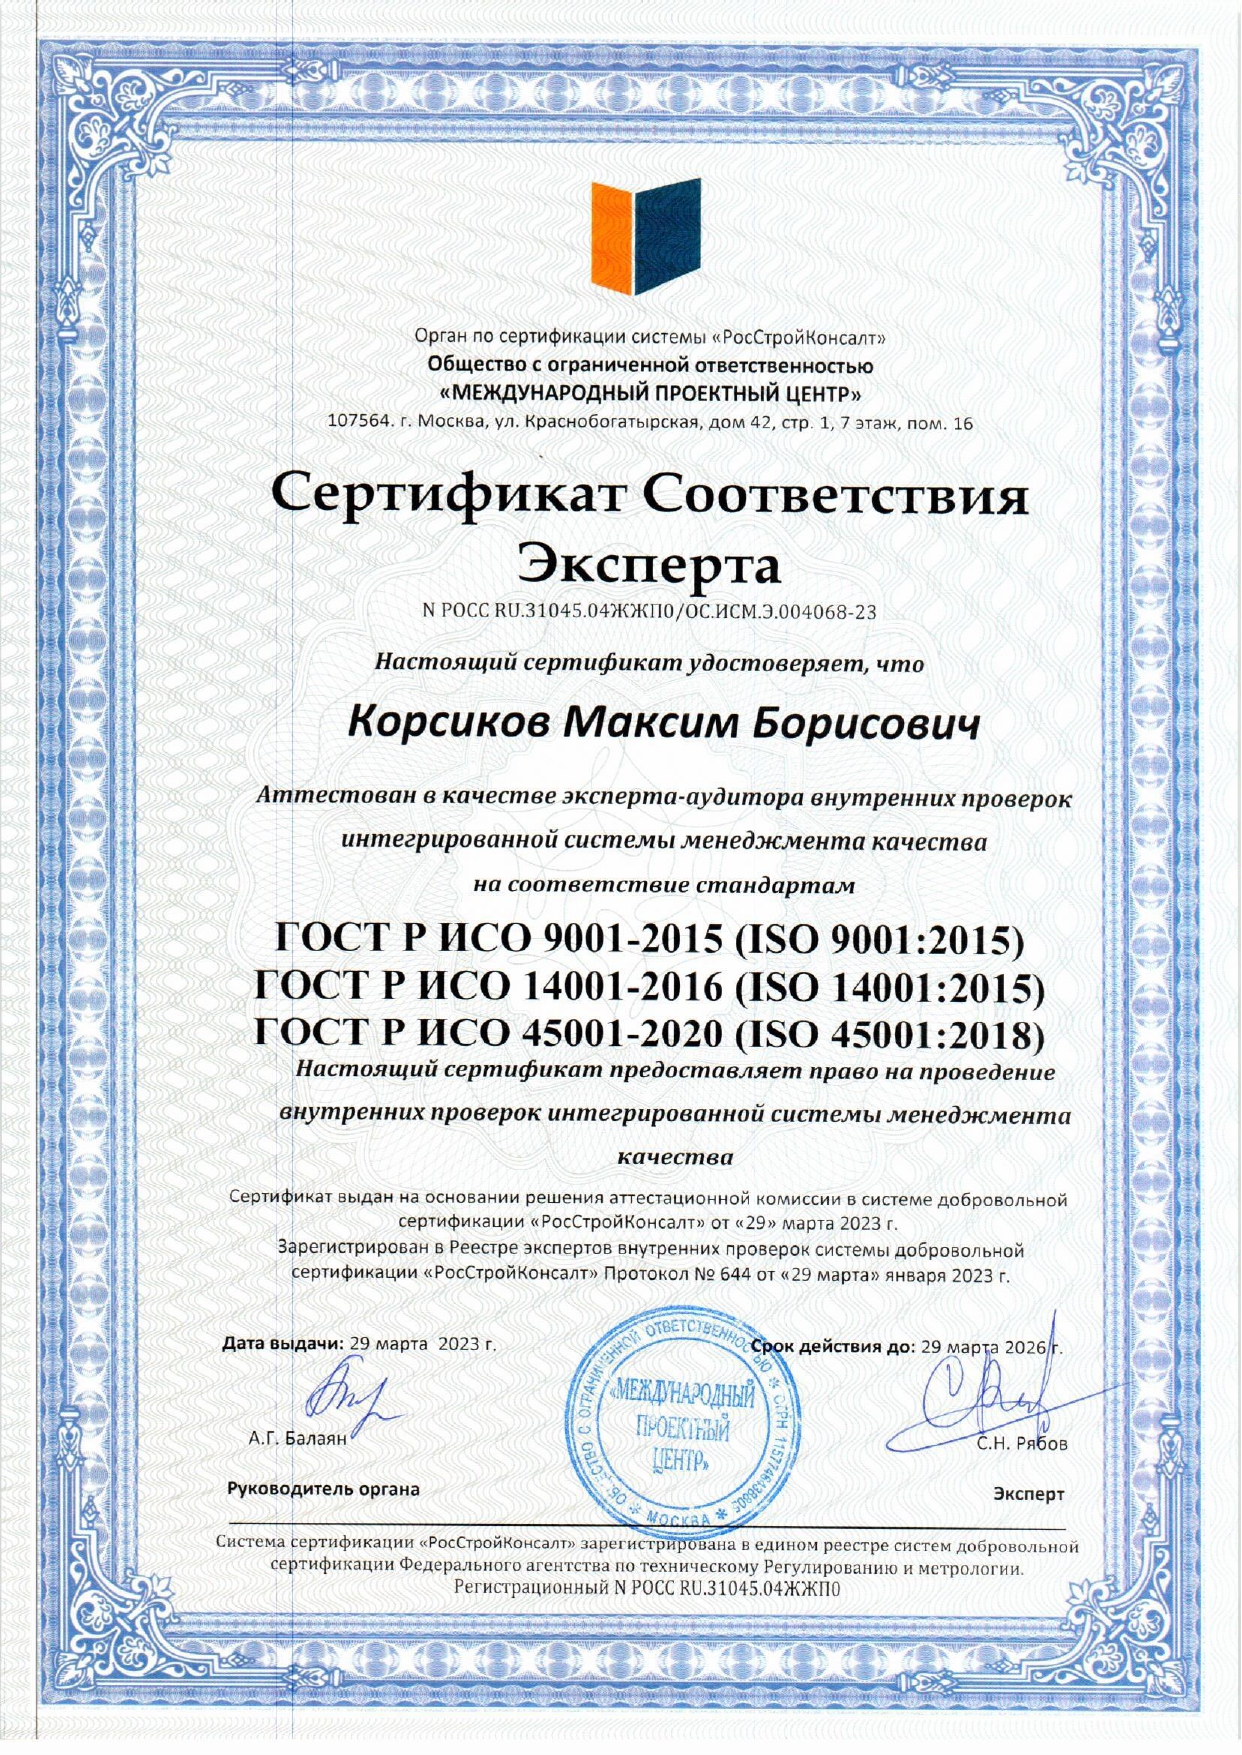 Орган по сертификации системы «РосСтройКонсалт»
Общество с ограниченной ответственностью
«МЕЖДУНАРОДНЫЙ ПРОЕКТНЫЙ ЦЕНТР»
107564. г. Москва, ул. Краснобогатырская, дом 42, стр. 1, 7 этаж, пом. 16
Сертификат Соответствия
Эксперта
N РОСС RU.31045.04ЖЖП0/ОС.ИСМ.Э.004068-23
Настоящий сертификат удостоверяет, что
Корсиков Максим Борисович
Аттестован в качестве эксперта-аудитора внутренних проверок
интегрированной системы менеджмента качества
на соответствие стандартам
ГОСТ Р ИСО 9001-2015 (ISO 9001:2015)
ГОСТ Р ИСО 14001-2016 (ISO 14001:2015)
ГОСТ Р ИСО 45001-2020 (ISO 45001:2018)
Настоящий сертификат предоставляет право на проведение
внутренних проверок интегрированной системы менеджмента
качества
Сертификат выдан на основании решения аттестационной комиссии в системе добровольной
сертификации «РосСтройКонсалт» от «29» марта 2023 г.
Зарегистрирован в Реестре экспертов внутренних проверок системы добровольной
сертификации «РосСтройКонсалт» Протокол № 644 от «29 марта» января 2023 г.
Дата выдачи: 29 марта 2023 г.
Срок действия до: 29 марта 2026 г.
С ОГРАНИЧЕННОЙ ОТВЕТСТВЕННОСТЬЮ * ОГРН
* МОСКВА *
«МЕЖДУНАРОДНЫЙ
ПРОЕКТНЫЙ
ЦЕНТР»
А.Г. Балаян
С.Н. Рябов
Руководитель органа
Эксперт
Система сертификации «РосСтройКонсалт» зарегистрирована в едином реестре систем добровольной
сертификации Федерального агентства по техническому Регулированию и метрологии.
Регистрационный N РОСС RU.31045.04ЖЖП0